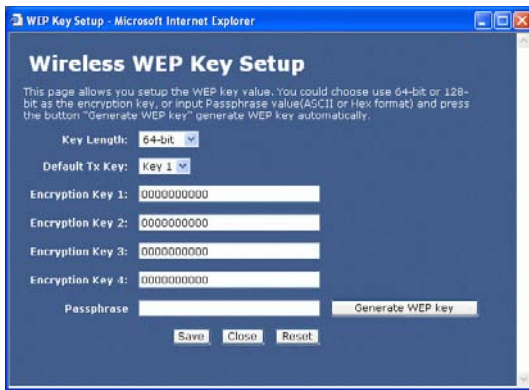 WEP Key Setup - Microsoft Internet Explorer
Wireless WEP Key Setup
This page allows you setup the WEP key value. You could choose use 64-bit or 128-
bit as the encryption key, or input Passphrase value(ASCII or Hex format) and press
the button "Generate WEP key" generate WEP key automatically.
Key Length: 64-bit
Default Tx Key: Key 1
Encryption Key 1: 0000000000
Encryption Key 2: 0000000000
Encryption Key 3: 0000000000
Encryption Key 4: 0000000000
Passphrase Generate WEP key
Save Close Reset